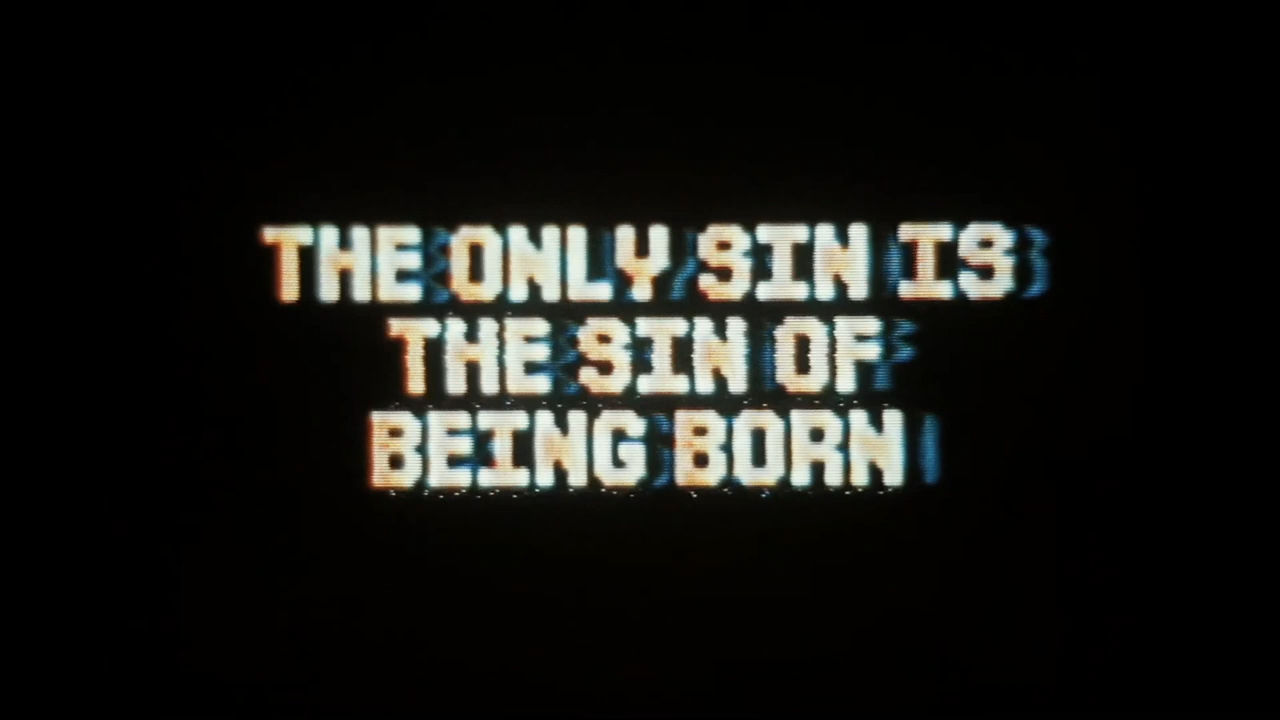 THE ONLY SIN IS
THE SIN OF
BEING BORN